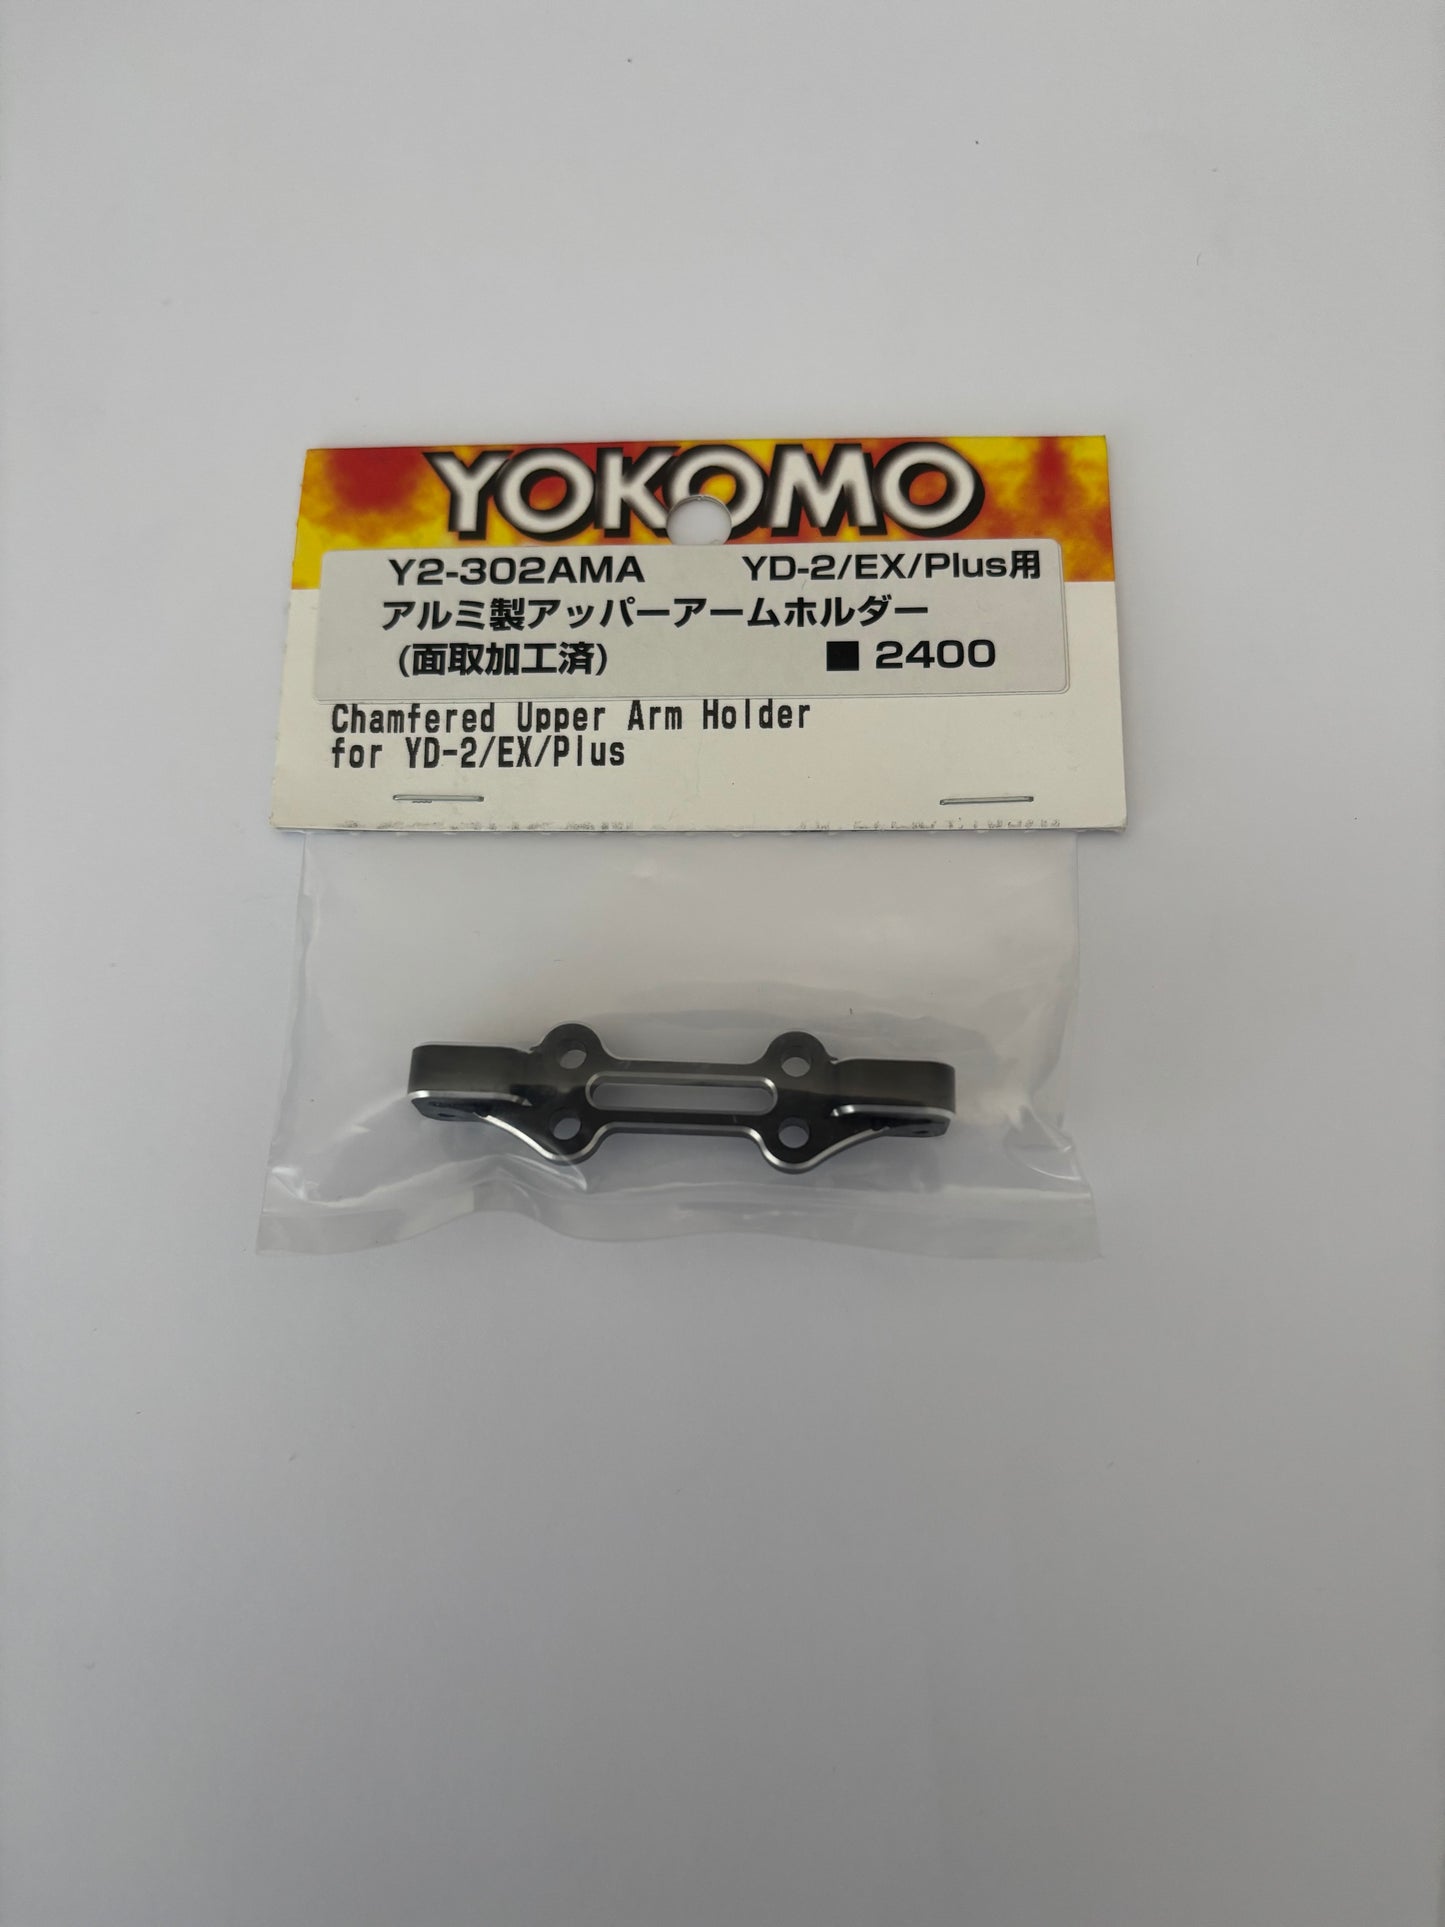 YOKOMO
Y2-302AMA YD-2/EX/Plus用
アルミ製アッパーアームホルダー
(面取加工済) ■ 2400
Chamfered Upper Arm Holder
for YD-2/EX/Plus